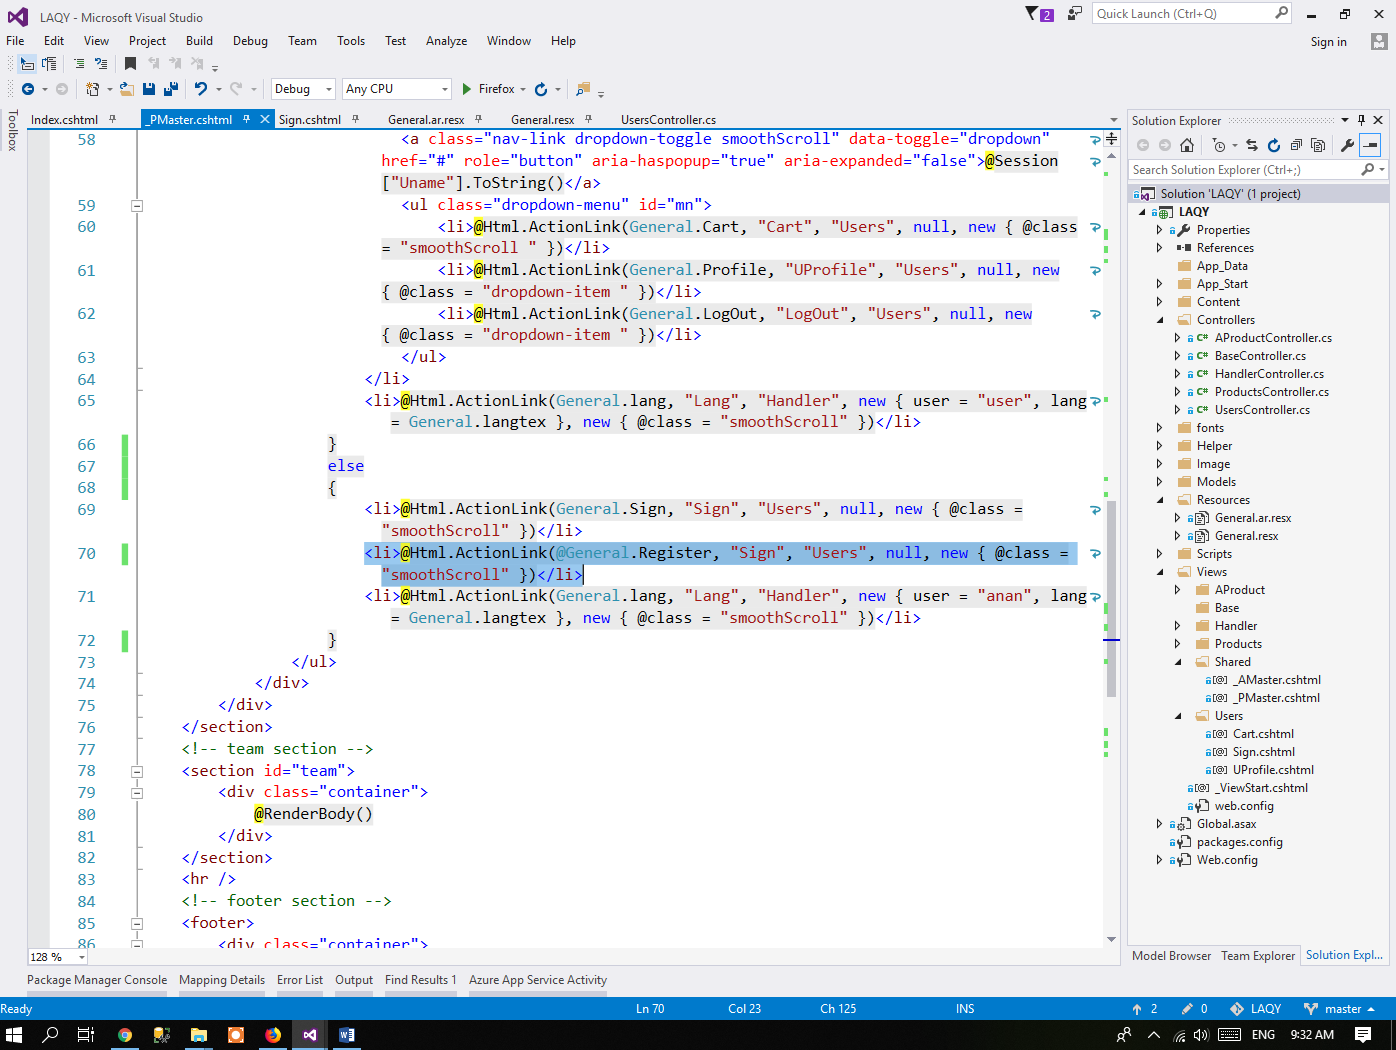 LAQY - Microsoft Visual Studio
2
Quick Launch (Ctrl+Q)
File Edit View Project Build Debug Team Tools Test Analyze Window Help
Sign in
Debug Any CPU Firefox
Toolbox
Index.cshtml _PMaster.cshtml Sign.cshtml General.ar.resx General.resx UsersController.cs
58 <a class="nav-link dropdown-toggle smoothScroll" data-toggle="dropdown"
href="#" role="button" aria-haspopup="true" aria-expanded="false">@Session
["Uname"].ToString()</a>
59 <ul class="dropdown-menu" id="mn">
60 <li>@Html.ActionLink(General.Cart, "Cart", "Users", null, new { @class
= "smoothScroll " })</li>
61 <li>@Html.ActionLink(General.Profile, "UProfile", "Users", null, new
{ @class = "dropdown-item " })</li>
62 <li>@Html.ActionLink(General.LogOut, "LogOut", "Users", null, new
{ @class = "dropdown-item " })</li>
63 </ul>
64 </li>
65 <li>@Html.ActionLink(General.lang, "Lang", "Handler", new { user = "user", lang
= General.langtex }, new { @class = "smoothScroll" })</li>
66 }
67 else
68 {
69 <li>@Html.ActionLink(General.Sign, "Sign", "Users", null, new { @class =
"smoothScroll" })</li>
70 <li>@Html.ActionLink(@General.Register, "Sign", "Users", null, new { @class =
"smoothScroll" })</li>
71 <li>@Html.ActionLink(General.lang, "Lang", "Handler", new { user = "anan", lang
= General.langtex }, new { @class = "smoothScroll" })</li>
72 }
73 </ul>
74 </div>
75 </div>
76 </section>
77 <!-- team section -->
78 <section id="team">
79 <div class="container">
80 @RenderBody()
81 </div>
82 </section>
83 <hr />
84 <!-- footer section -->
85 <footer>
86 <div class="container">
128 %
Solution Explorer
Search Solution Explorer (Ctrl+;)
Solution 'LAQY' (1 project)
LAQY
Properties
References
App_Data
App_Start
Content
Controllers
C# AProductController.cs
C# BaseController.cs
C# HandlerController.cs
C# ProductsController.cs
C# UsersController.cs
fonts
Helper
Image
Models
Resources
General.ar.resx
General.resx
Scripts
Views
AProduct
Base
Handler
Products
Shared
[@] _AMaster.cshtml
[@] _PMaster.cshtml
Users
[@] Cart.cshtml
[@] Sign.cshtml
[@] UProfile.cshtml
[@] _ViewStart.cshtml
web.config
Global.asax
packages.config
Web.config
Model Browser Team Explorer Solution Expl...
Package Manager Console Mapping Details Error List Output Find Results 1 Azure App Service Activity
Ready Ln 70 Col 23 Ch 125 INS 2 0 LAQY master
ENG 9:32 AM